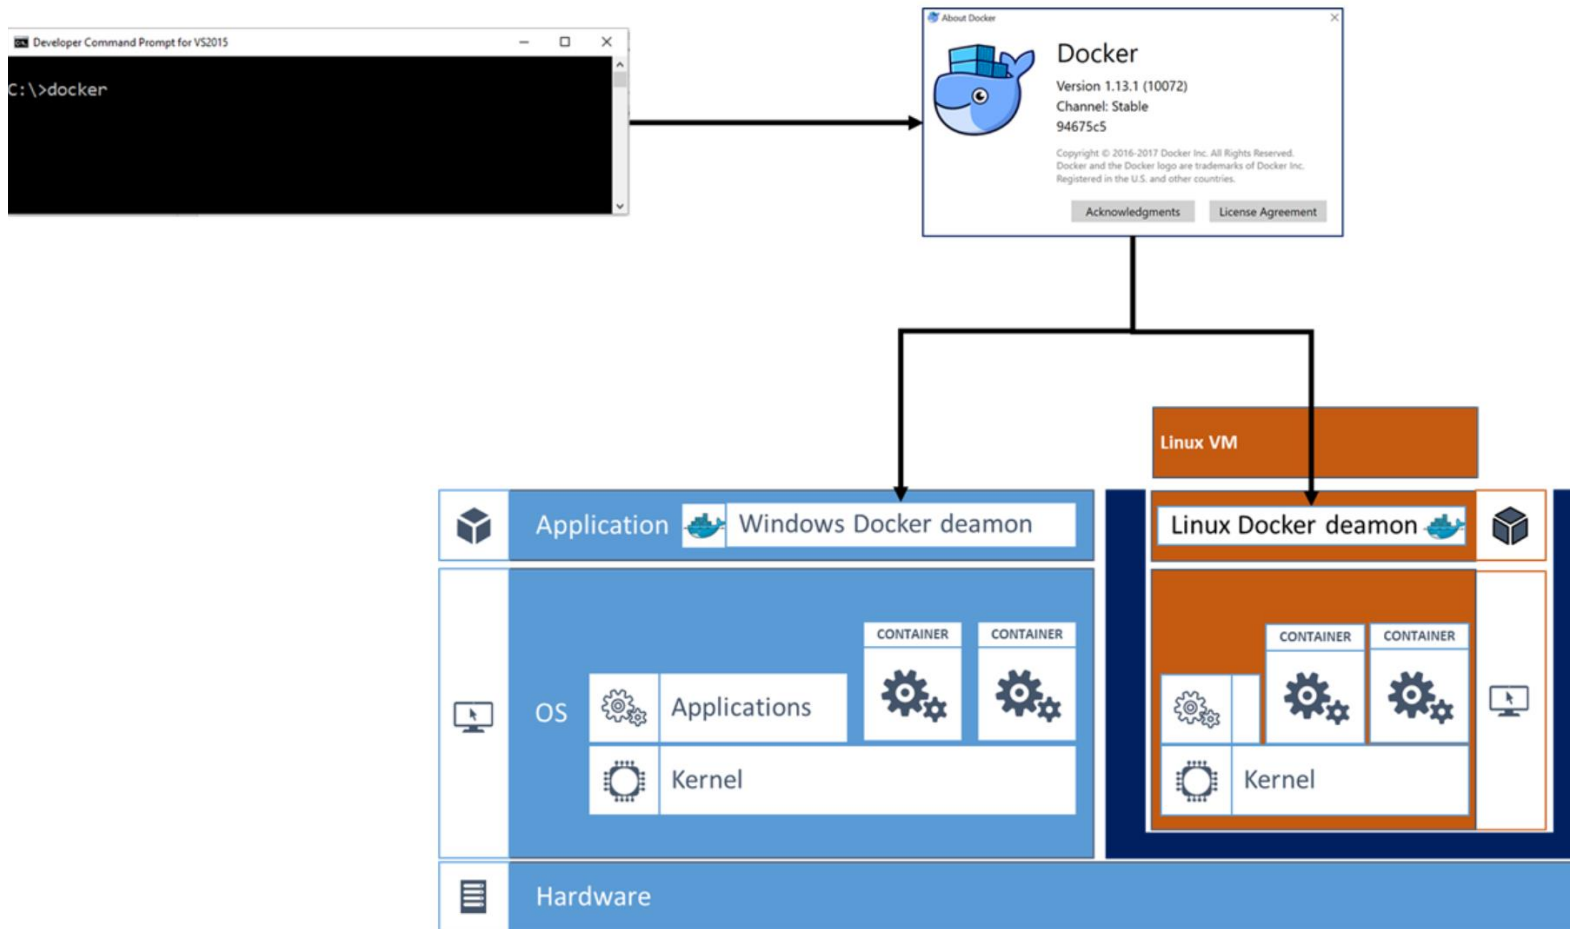 Developer Command Prompt for VS2015
C:\>docker
About Docker
Docker
Version 1.13.1 (10072)
Channel: Stable
94675c5
Copyright © 2016-2017 Docker Inc. All Rights Reserved.
Docker and the Docker logo are trademarks of Docker Inc.
Registered in the U.S. and other countries.
Acknowledgments
License Agreement
Linux VM
Application
Windows Docker deamon
Linux Docker deamon
OS
CONTAINER
CONTAINER
Applications
Kernel
CONTAINER
CONTAINER
Kernel
Hardware